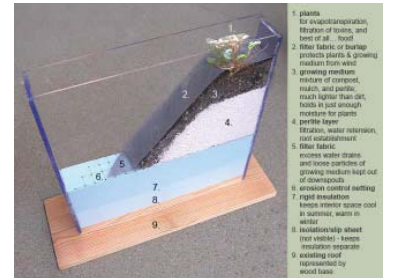 1. plants
for evapotranspiration,
filtration of toxins, and
best of all... food!
2. filter fabric or burlap
protects plants & growing
medium from wind
3. growing medium
mixture of compost,
mulch, and perlite;
much lighter than dirt,
holds in just enough
moisture for plants
4. perlite layer
filtration, water retension,
root establishment
5. filter fabric
excess water drains
and loose particles of
growing medium kept out
of downspouts
6. erosion control netting
7. rigid insulation
keeps interior space cool
in summer, warm in
winter
8. isolation/slip sheet
(not visible) - keeps
insulation separate
9. existing roof
represented by
wood base
2.
3.
4.
5.
6.
7.
8.
9.